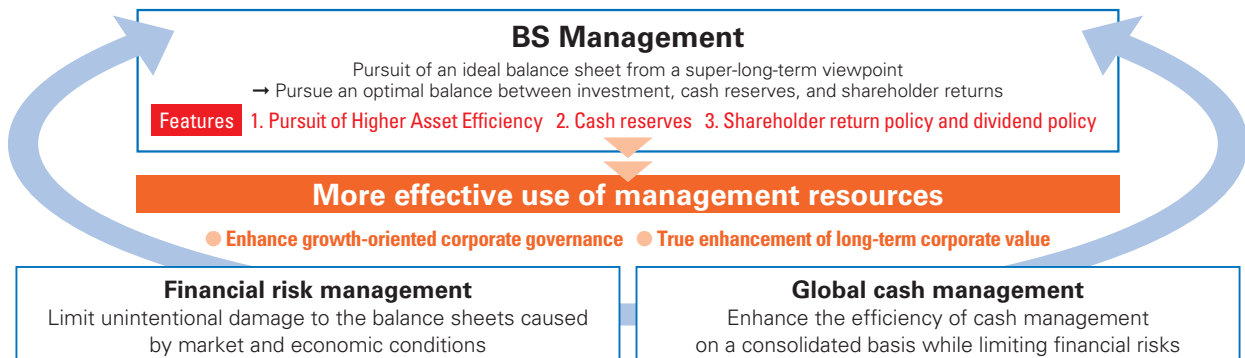 BS Management
Pursuit of an ideal balance sheet from a super-long-term viewpoint
→ Pursue an optimal balance between investment, cash reserves, and shareholder returns
Features 1. Pursuit of Higher Asset Efficiency 2. Cash reserves 3. Shareholder return policy and dividend policy
More effective use of management resources
● Enhance growth-oriented corporate governance ● True enhancement of long-term corporate value
Financial risk management
Limit unintentional damage to the balance sheets caused
by market and economic conditions
Global cash management
Enhance the efficiency of cash management
on a consolidated basis while limiting financial risks